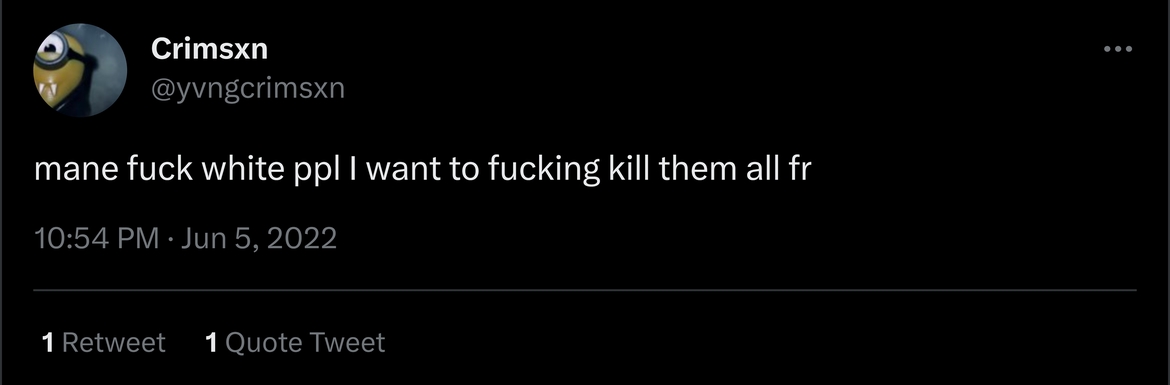 Crimsxn
@yvngcrimsxn
mane fuck white ppl I want to fucking kill them all fr
10:54 PM · Jun 5, 2022
1 Retweet 1 Quote Tweet